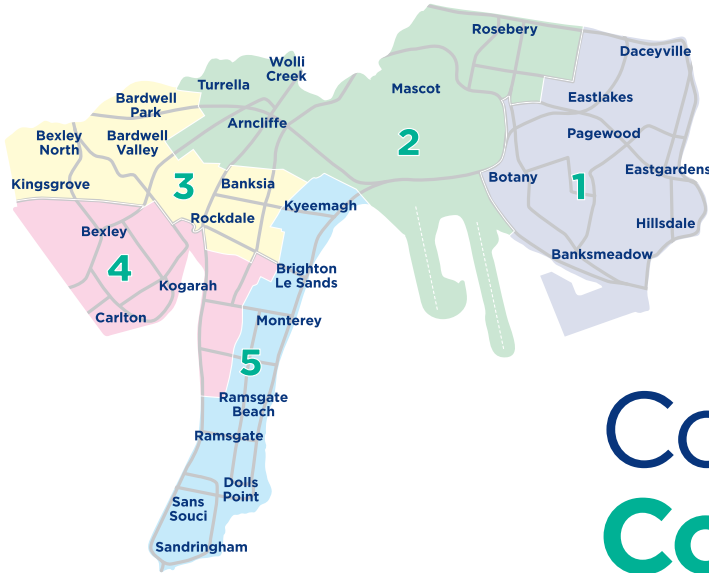 Rosebery
Daceyville
Wolli
Creek
Turrella
Mascot
Bardwell
Park
Eastlakes
Arncliffe
Bexley
North
Bardwell
Valley
2
Pagewood
Kingsgrove
3
Banksia
Botany
1
Eastgardens
Kyeemagh
Rockdale
Hillsdale
Bexley
4
Banksmeadow
Brighton
Le Sands
Kogarah
Carlton
Monterey
5
Ramsgate
Beach
Ramsgate
Dolls
Point
Sans
Souci
Sandringham